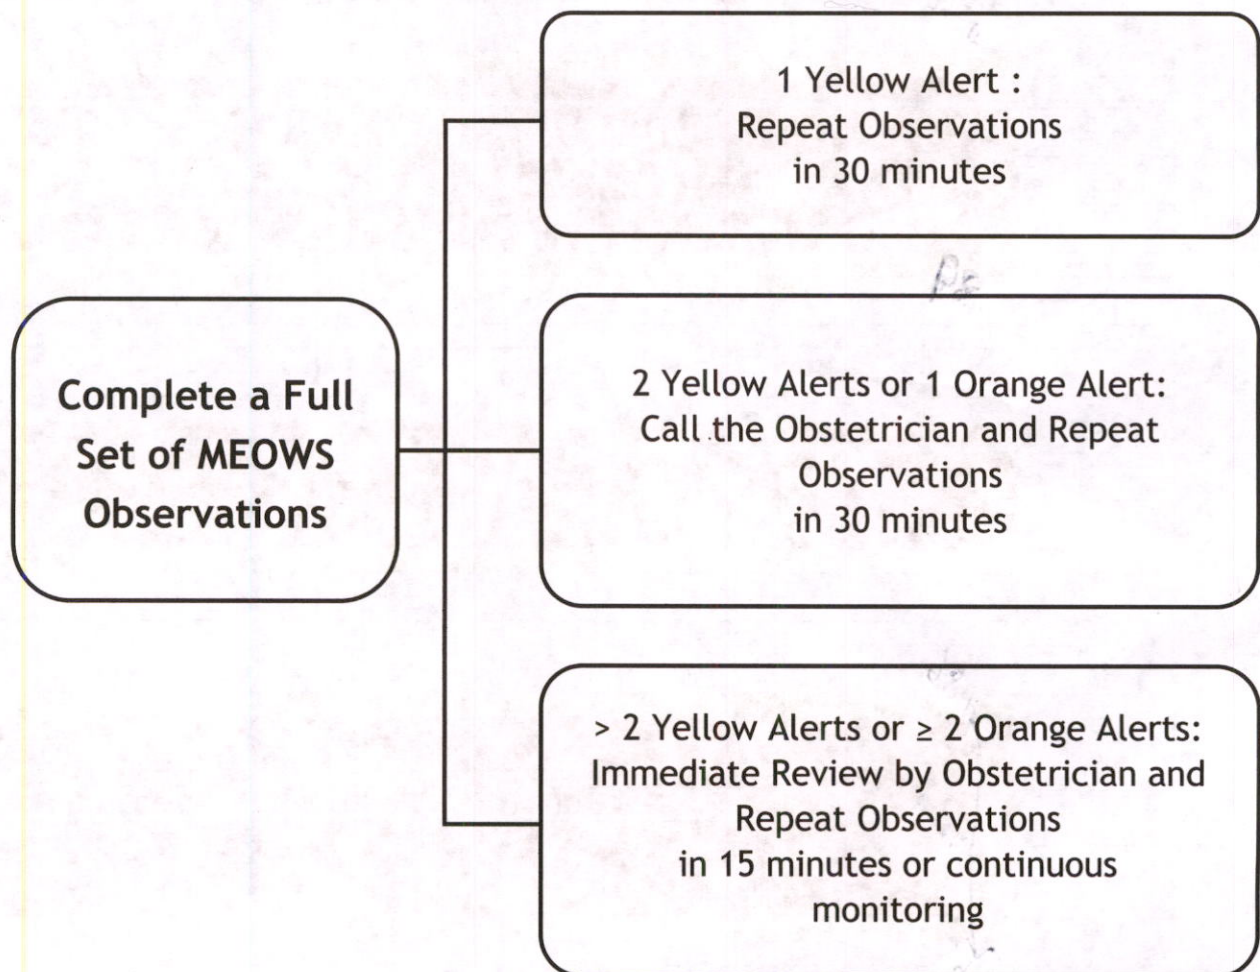 Complete a Full
Set of MEOWS
Observations
1 Yellow Alert :
Repeat Observations
in 30 minutes
2 Yellow Alerts or 1 Orange Alert:
Call the Obstetrician and Repeat
Observations
in 30 minutes
> 2 Yellow Alerts or ≥ 2 Orange Alerts:
Immediate Review by Obstetrician and
Repeat Observations
in 15 minutes or continuous
monitoring